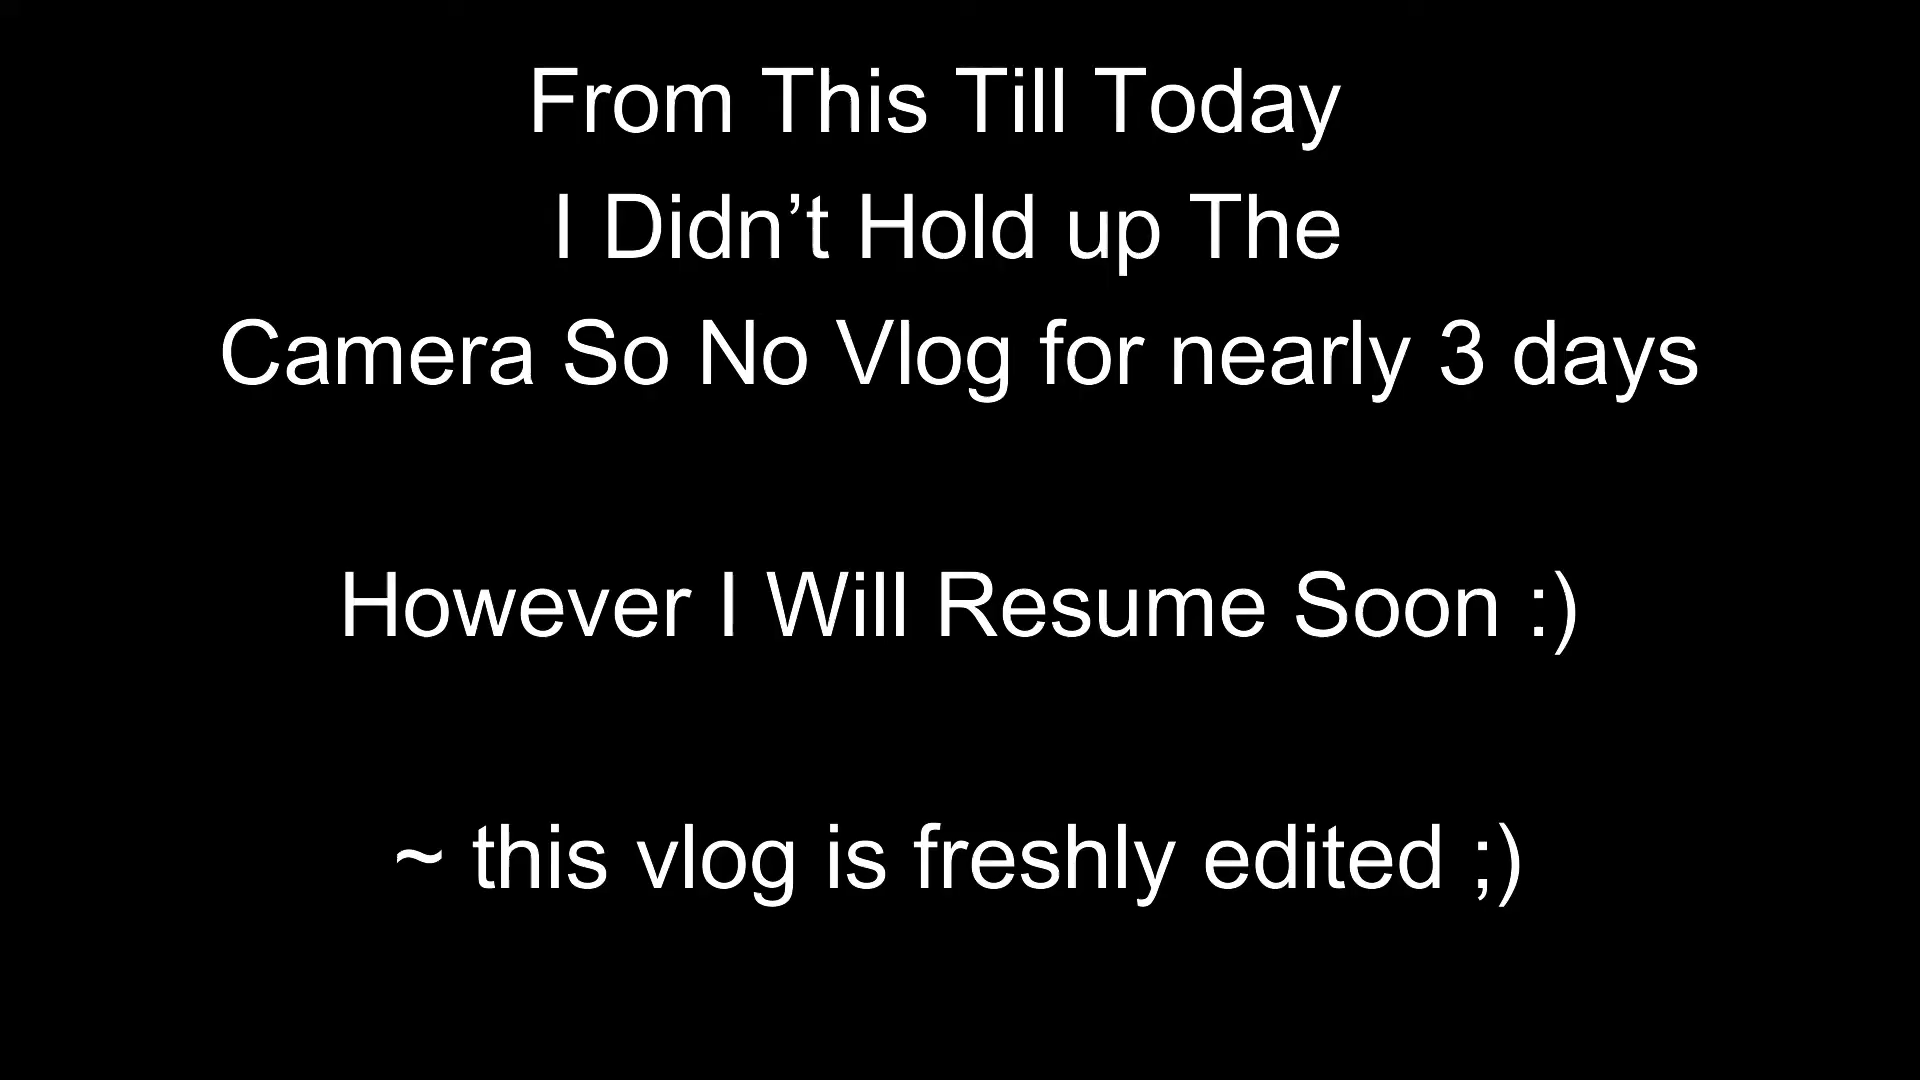 From This Till Today
I Didn’t Hold up The
Camera So No Vlog for nearly 3 days
However I Will Resume Soon :)
~ this vlog is freshly edited ;)